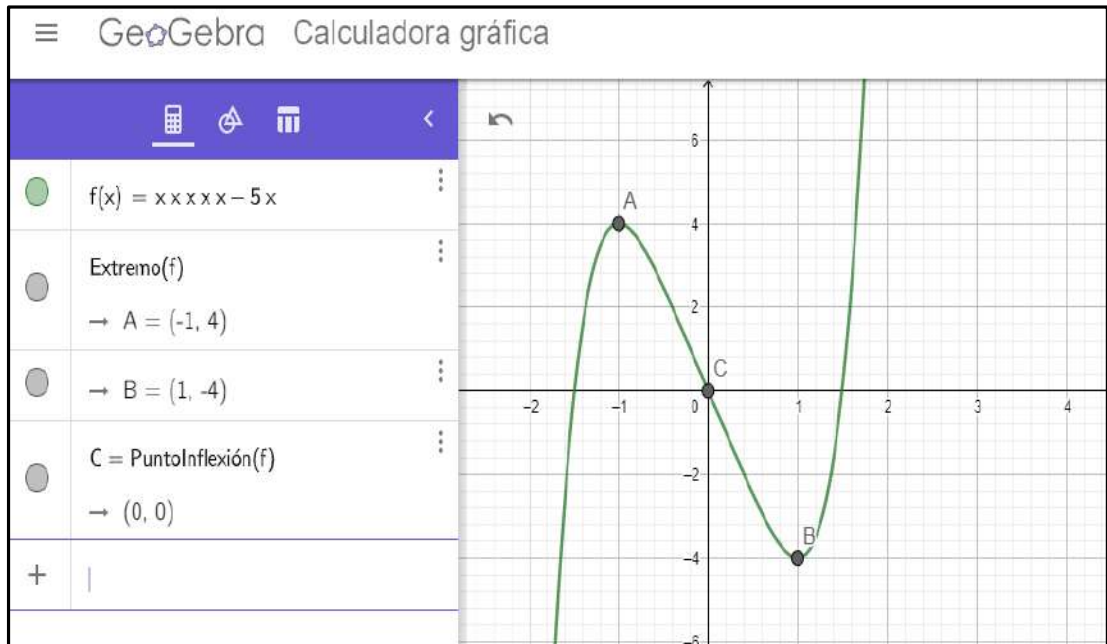 GeoGebra Calculadora gráfica
f(x) = x x x x x − 5 x
Extremo(f)
→ A = (-1, 4)
→ B = (1, -4)
C = PuntoInflexión(f)
→ (0, 0)
+
A
B
C
6
4
2
0
−2
−4
−6
−2
−1
1
2
3
4